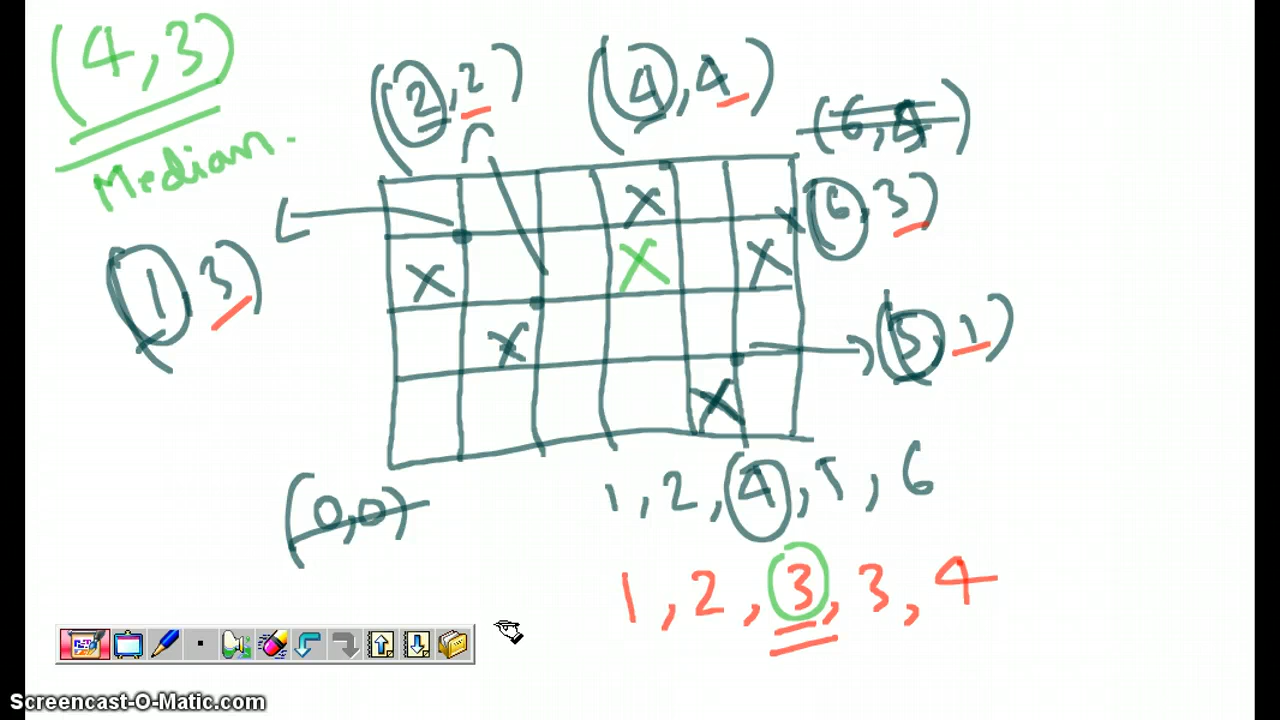 (4,3)
Median.
(2,2)
(4,4)
(6,4)
(6,3)
(1,3)
(5,1)
(0,0)
X
X
X
X
X
X
1,2,4,5,6
1,2,3,3,4
Screencast-O-Matic.com